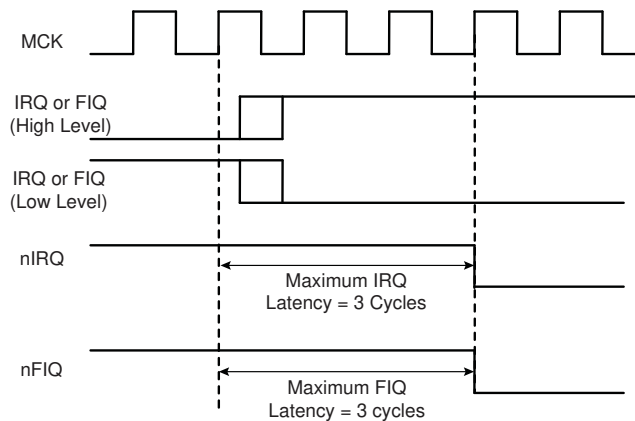 MCK
IRQ or FIQ
(High Level)
IRQ or FIQ
(Low Level)
nIRQ
Maximum IRQ
Latency = 3 Cycles
nFIQ
Maximum FIQ
Latency = 3 cycles